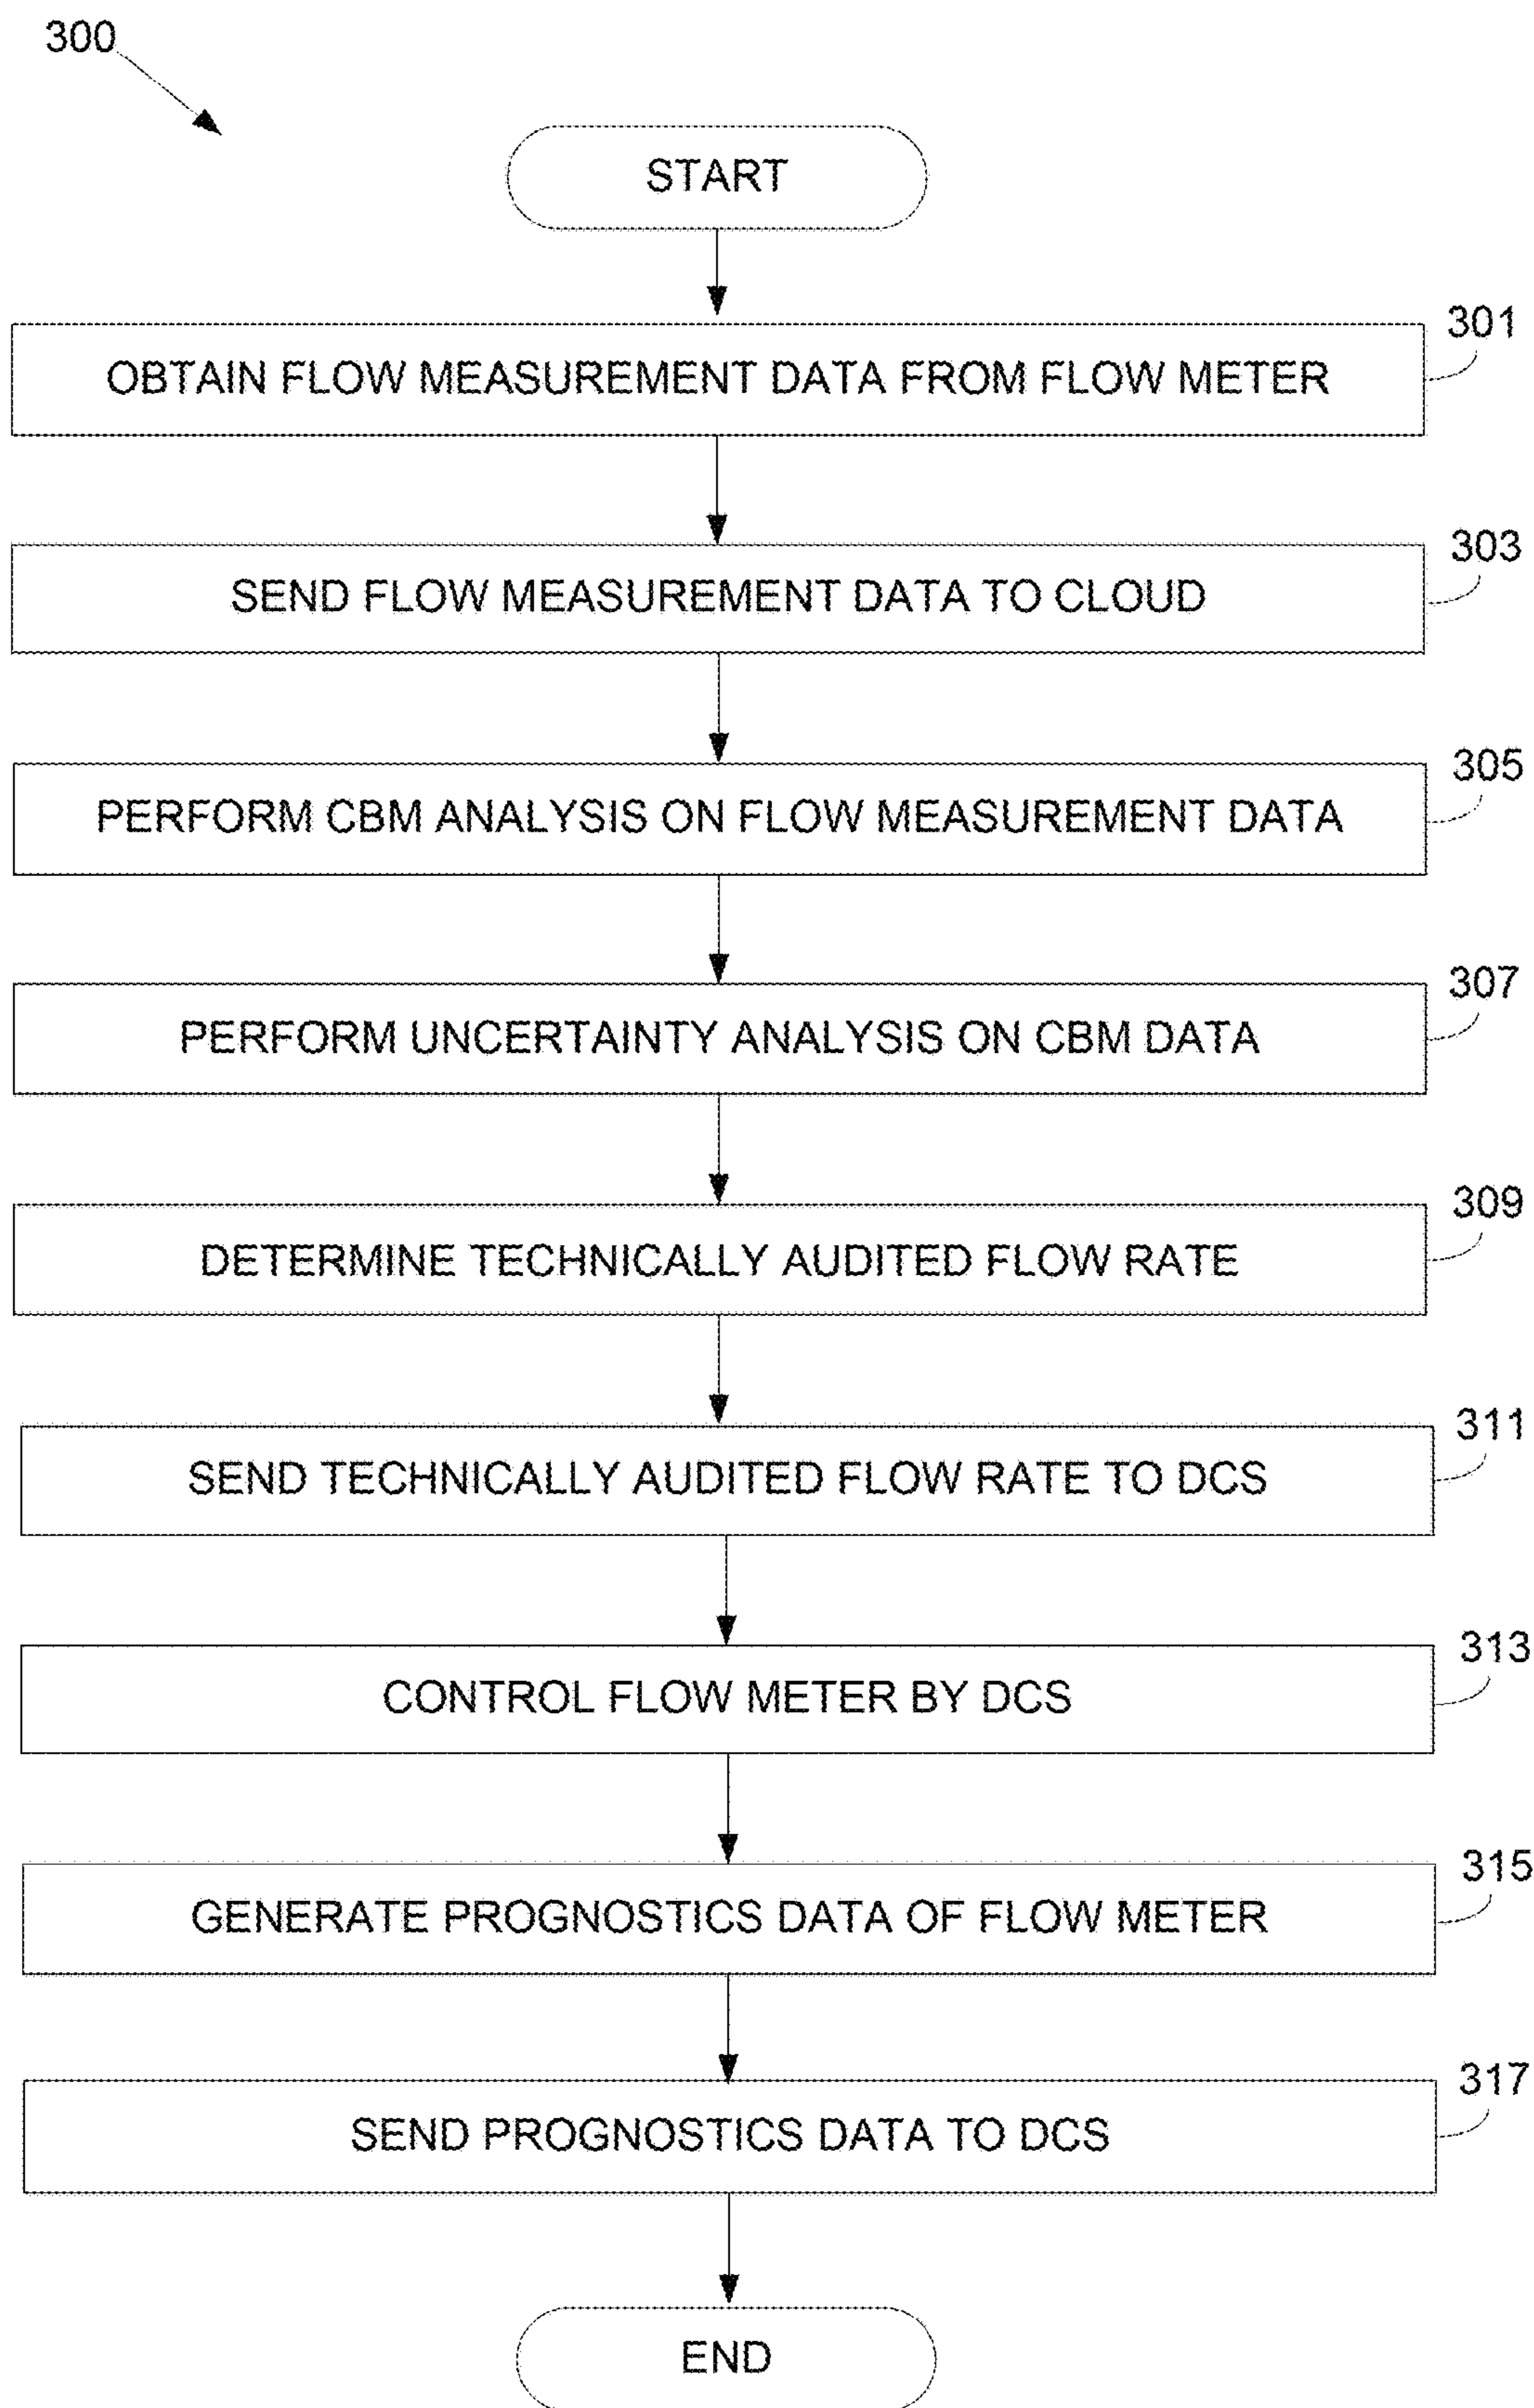 300
START
301
OBTAIN FLOW MEASUREMENT DATA FROM FLOW METER
303
SEND FLOW MEASUREMENT DATA TO CLOUD
305
PERFORM CBM ANALYSIS ON FLOW MEASUREMENT DATA
307
PERFORM UNCERTAINTY ANALYSIS ON CBM DATA
309
DETERMINE TECHNICALLY AUDITED FLOW RATE
311
SEND TECHNICALLY AUDITED FLOW RATE TO DCS
313
CONTROL FLOW METER BY DCS
315
GENERATE PROGNOSTICS DATA OF FLOW METER
317
SEND PROGNOSTICS DATA TO DCS
END